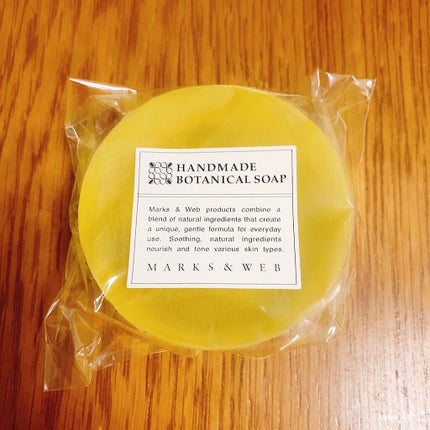 HANDMADE
BOTANICAL SOAP
Marks & Web products combine a
blend of natural ingredients that create
a unique, gentle formula for everyday
use. Soothing, natural ingredients
nourish and tone various skin types.
MARKS & WEB